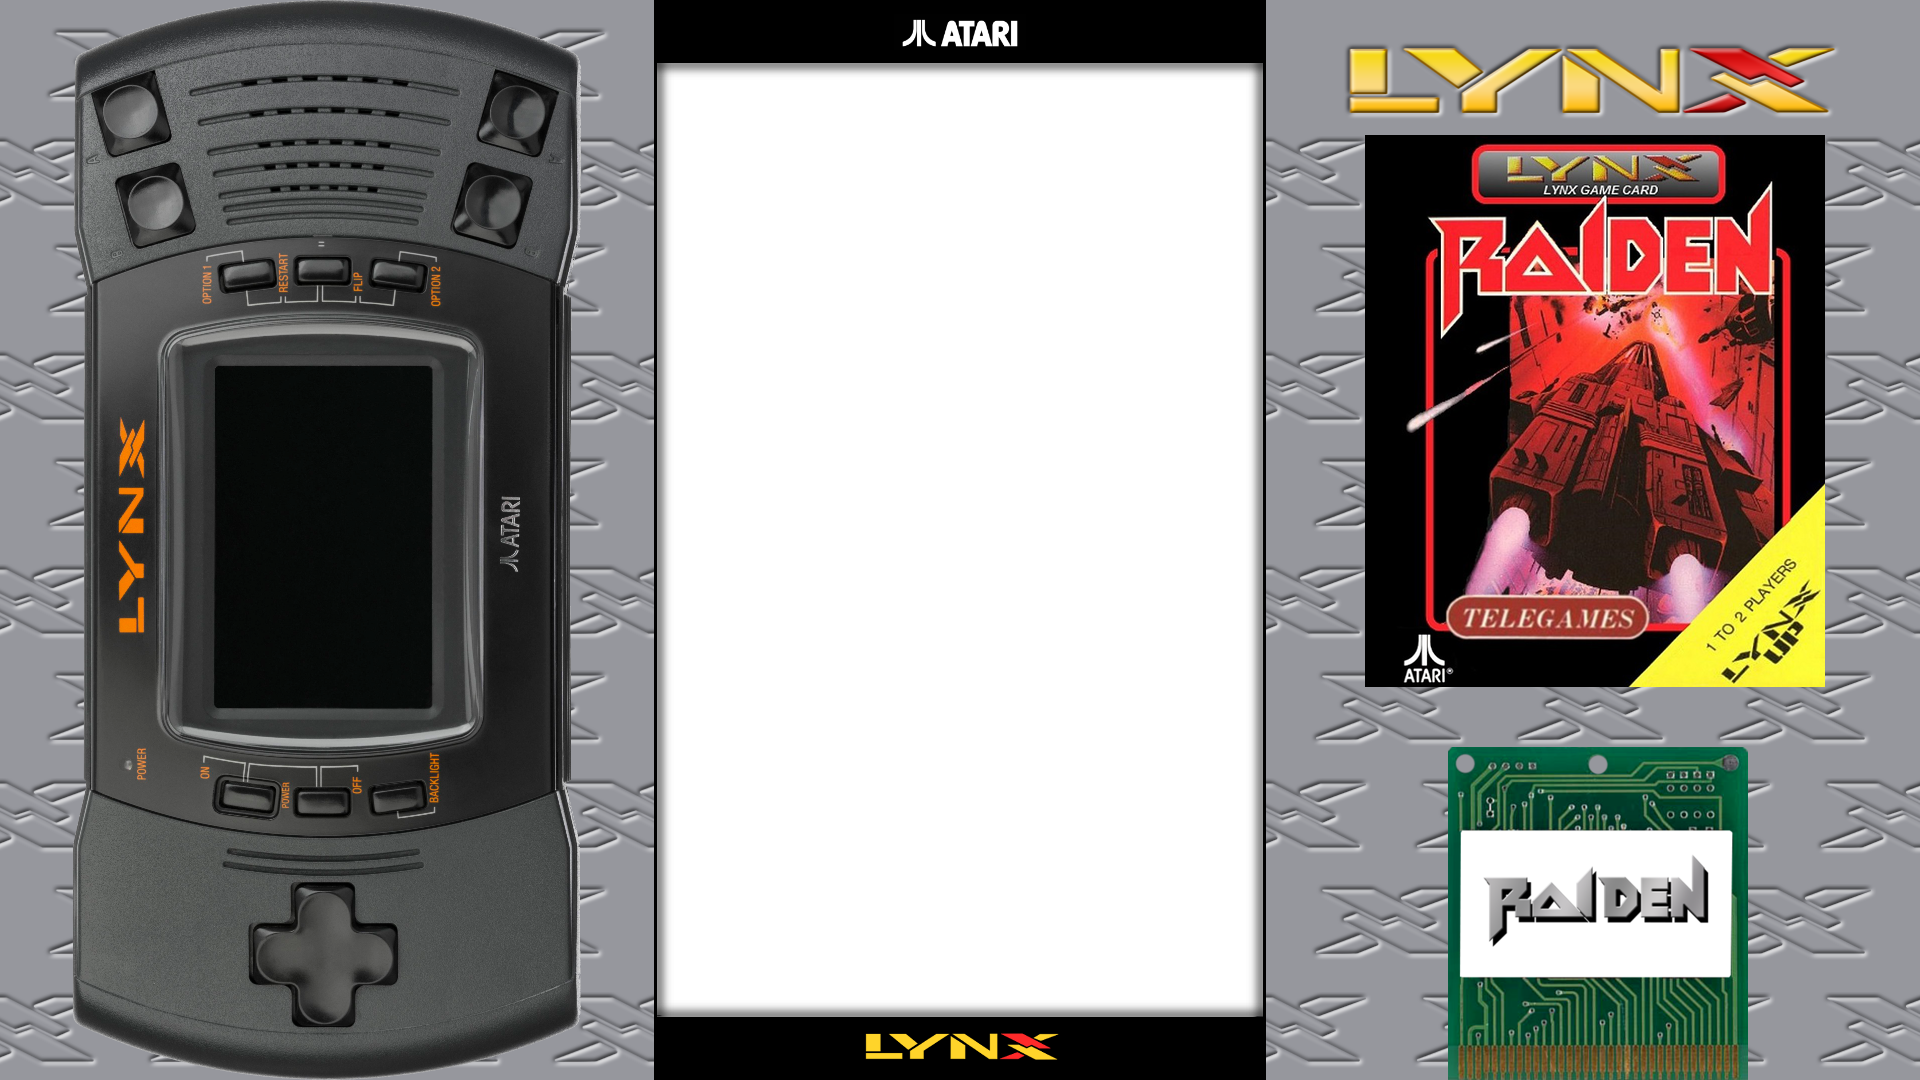 A
B
A
B
OPTION 1
RESTART
FLIP
OPTION 2
LYNX
ATARI
POWER
ON
POWER
OFF
BACKLIGHT
ATARI
LYNX
LYNX
LYNX
LYNX GAME CARD
RAIDEN
TELEGAMES
ATARI®
1 TO 2 PLAYERS
LYNX
UP
RAIDEN